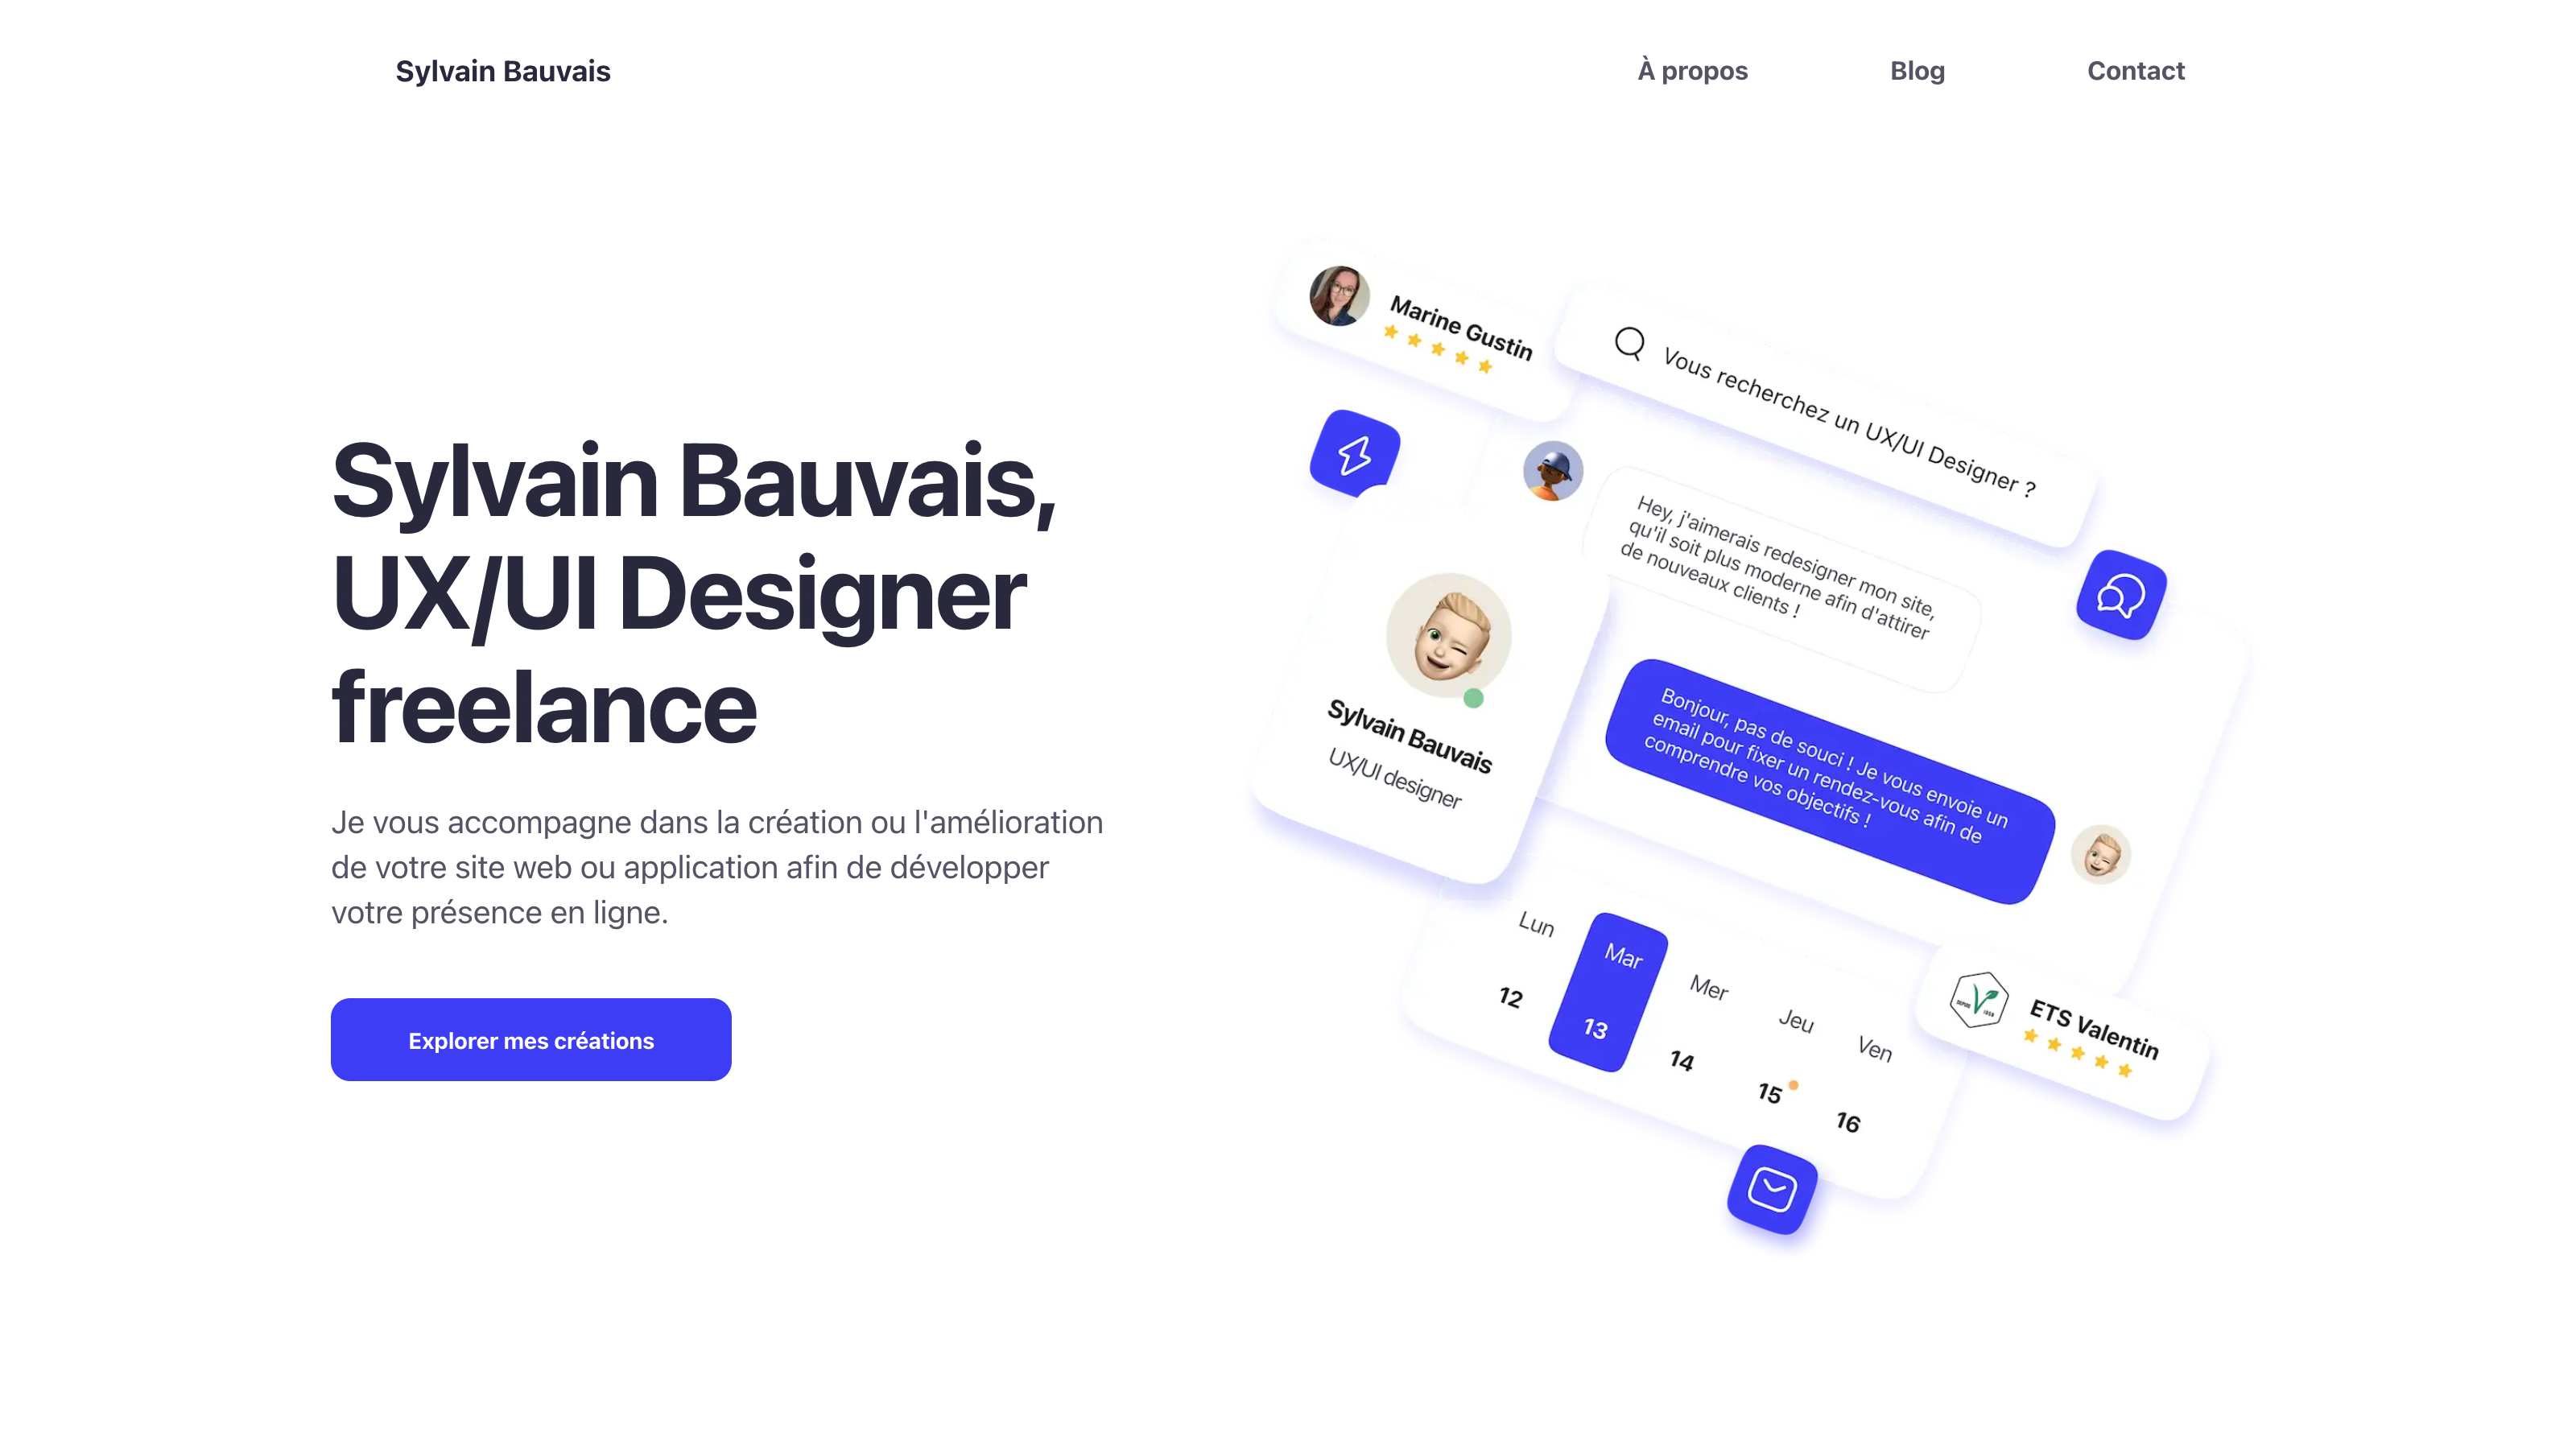 Sylvain Bauvais
À propos
Blog
Contact
Sylvain Bauvais,
UX/UI Designer
freelance
Je vous accompagne dans la création ou l'amélioration
de votre site web ou application afin de développer
votre présence en ligne.
Explorer mes créations
Marine Gustin
Vous recherchez un UX/UI Designer ?
Hey, j'aimerais redesigner mon site,
qu'il soit plus moderne afin d'attirer
de nouveaux clients !
Sylvain Bauvais
UX/UI designer
Bonjour, pas de souci ! Je vous envoie un
email pour fixer un rendez-vous afin de
comprendre vos objectifs !
Lun
Mar
Mer
Jeu
Ven
12
13
14
15
16
ETS Valentin